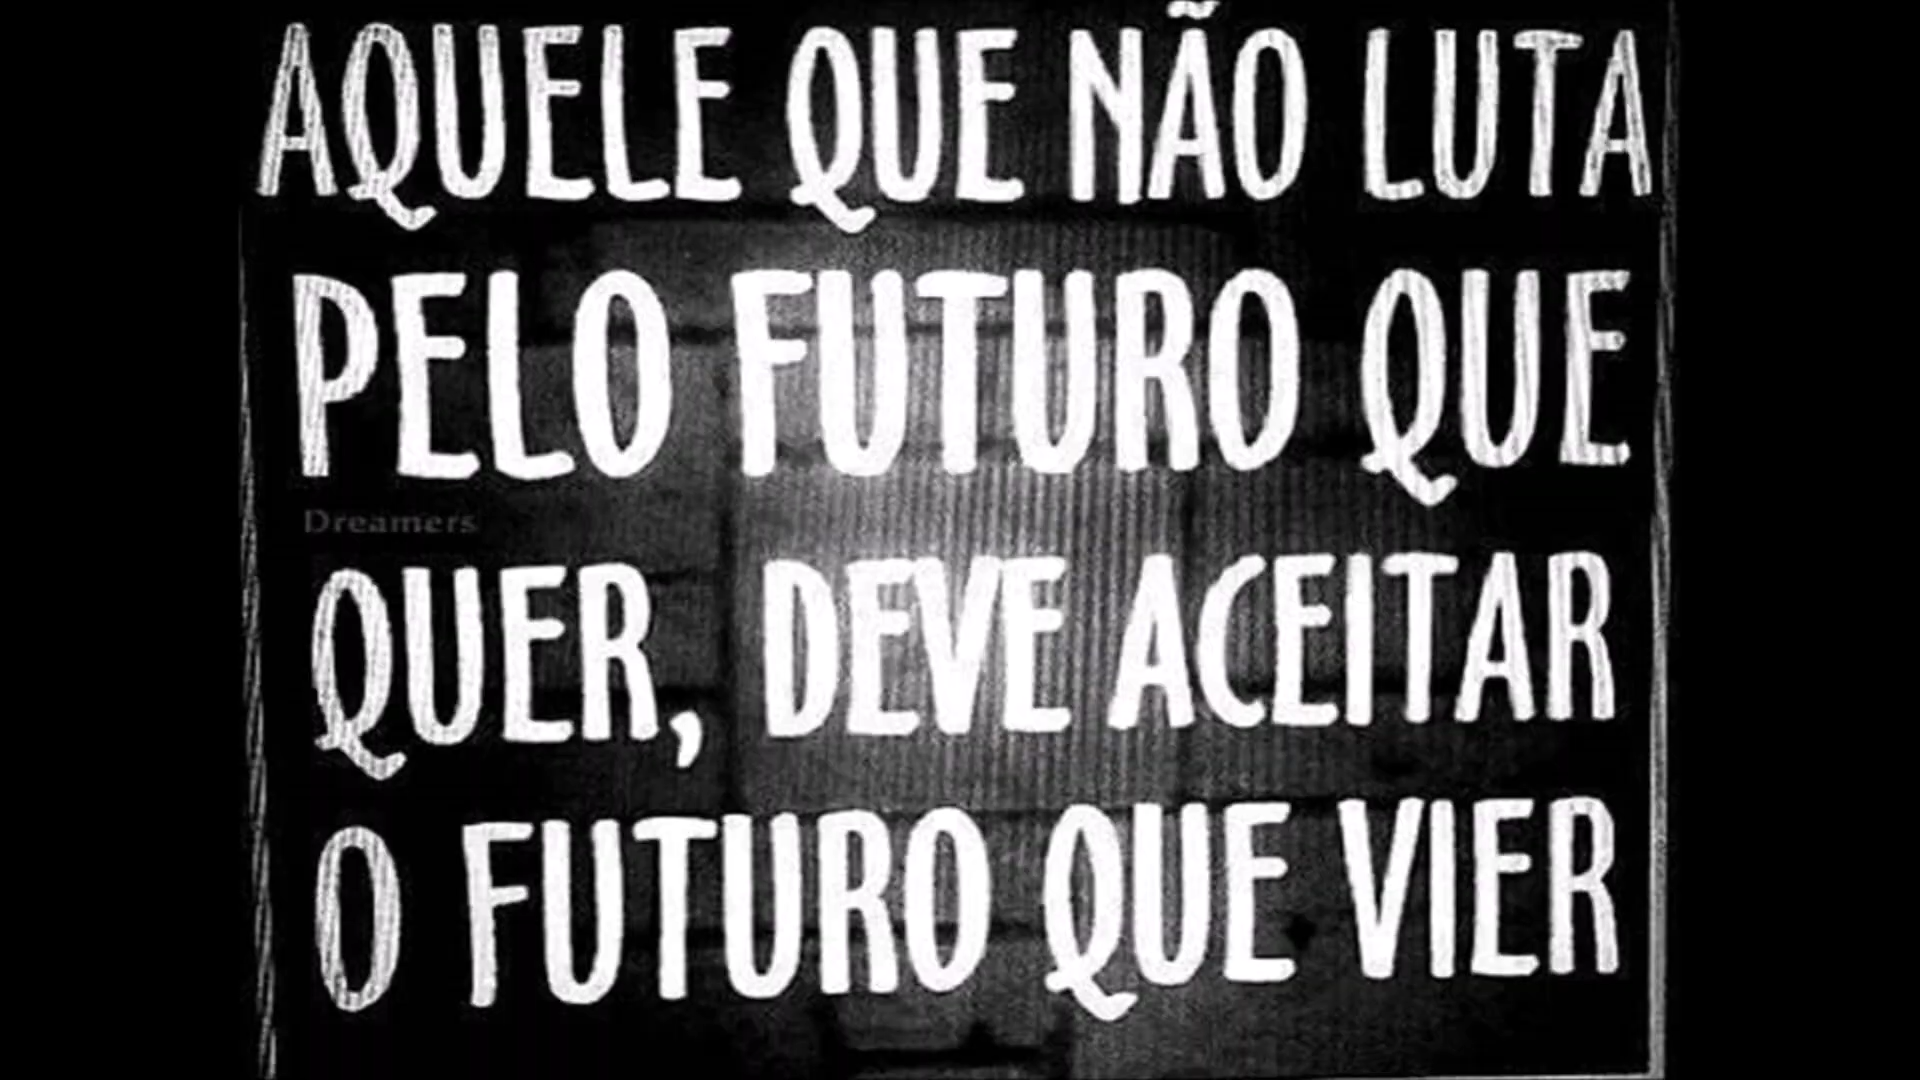 AQUELE QUE NÃO LUTA
PELO FUTURO QUE
Dreamers
QUER, DEVE ACEITAR
O FUTURO QUE VIER